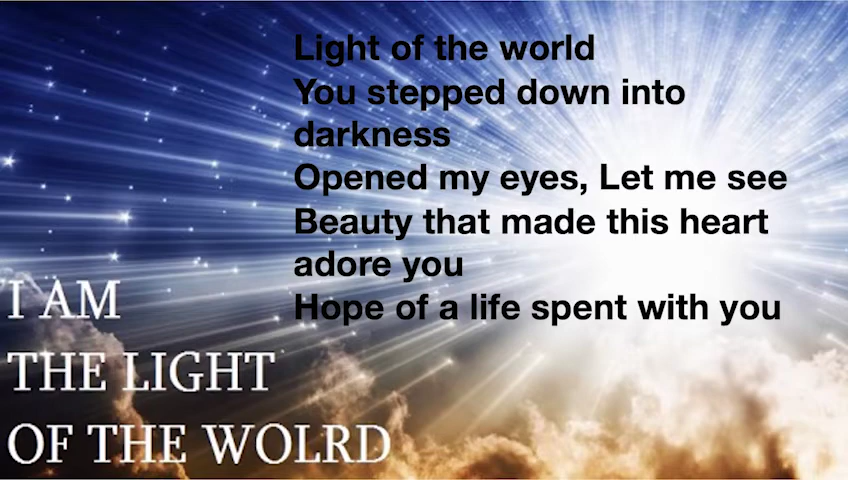 Light of the world
You stepped down into
darkness
Opened my eyes, Let me see
Beauty that made this heart
adore you
Hope of a life spent with you
I AM
THE LIGHT
OF THE WOLRD